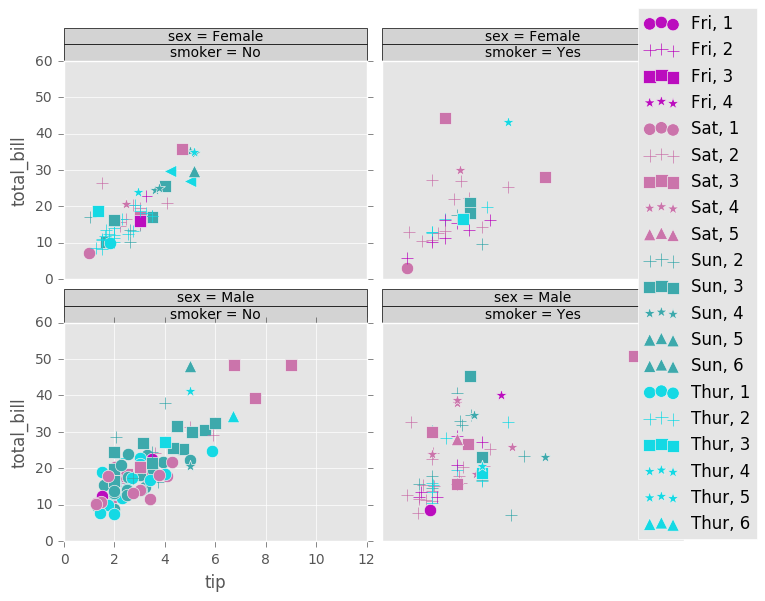 sex = Female
smoker = No
sex = Female
smoker = Yes
60
50
40
30
20
10
0
total_bill
sex = Male
smoker = No
sex = Male
smoker = Yes
60
50
40
30
20
10
0
total_bill
0 2 4 6 8 10 12
tip
Fri, 1
Fri, 2
Fri, 3
Fri, 4
Sat, 1
Sat, 2
Sat, 3
Sat, 4
Sat, 5
Sun, 2
Sun, 3
Sun, 4
Sun, 5
Sun, 6
Thur, 1
Thur, 2
Thur, 3
Thur, 4
Thur, 5
Thur, 6